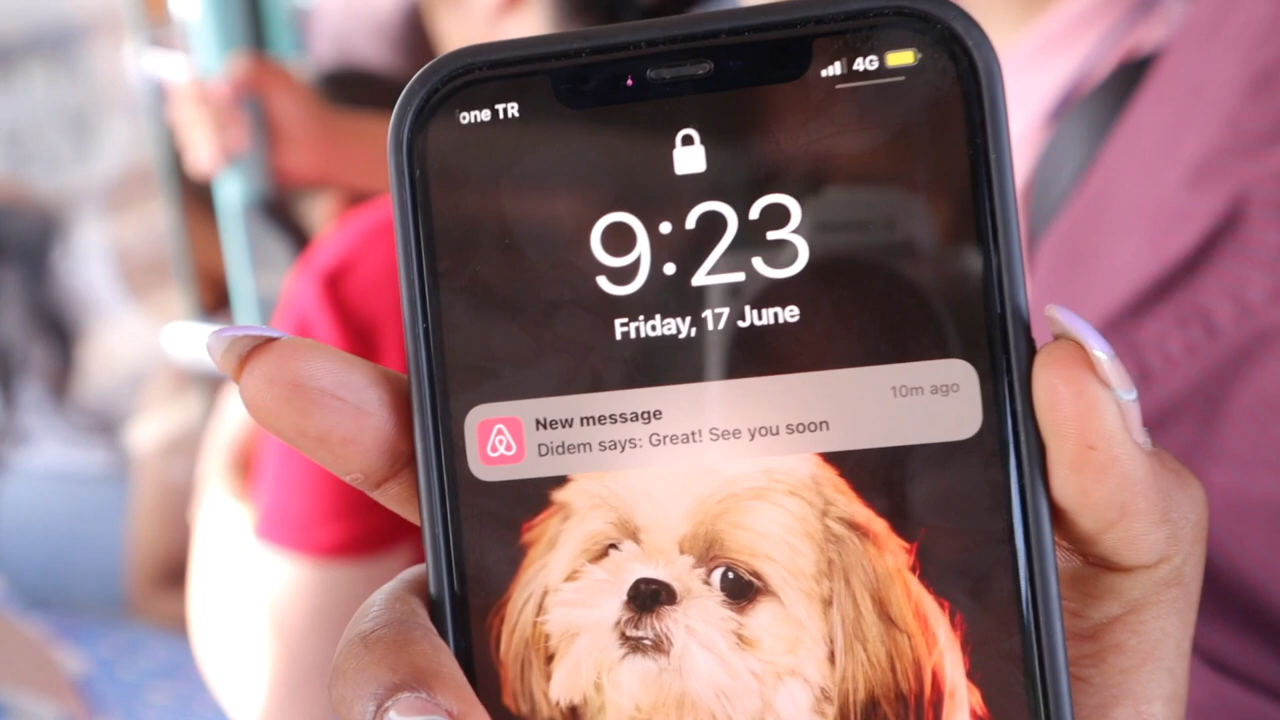 one TR
4G
9:23
Friday, 17 June
New message
10m ago
Didem says: Great! See you soon